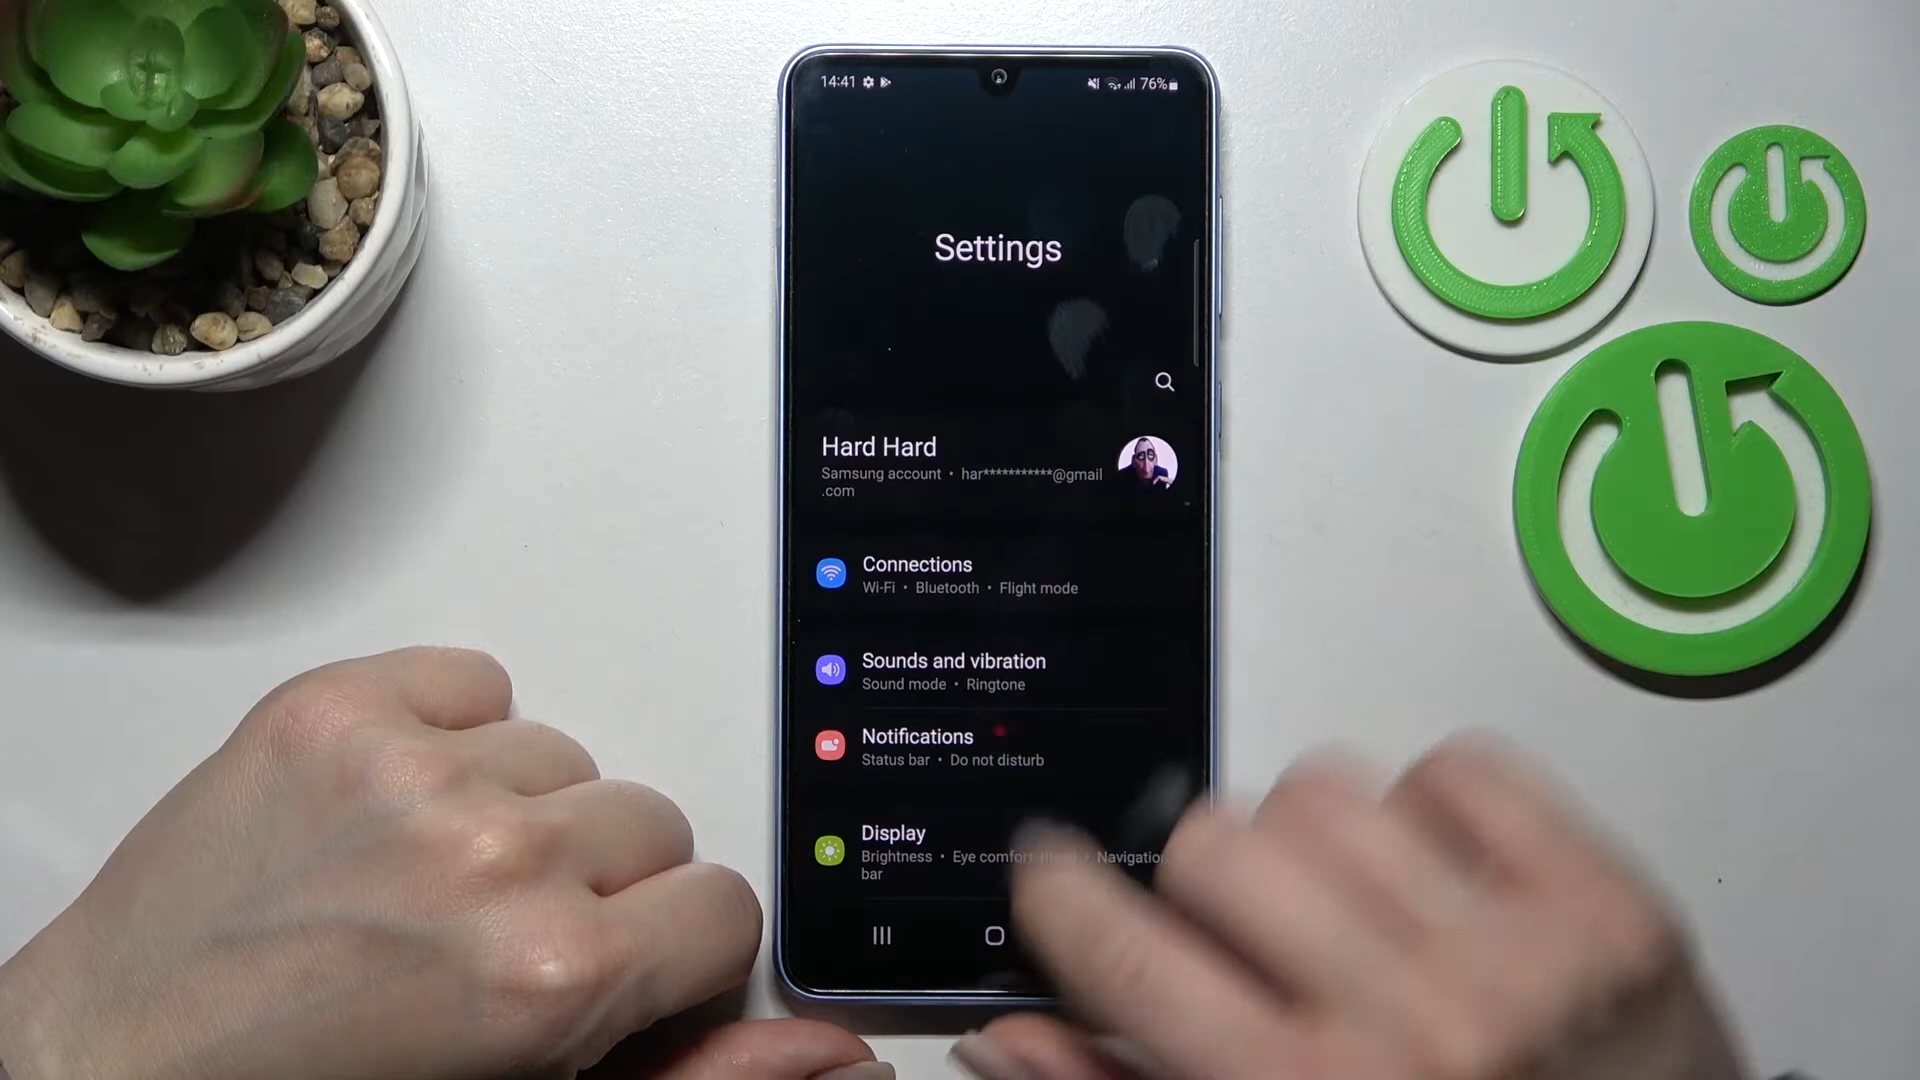 14:41
76%
Settings
Hard Hard
Samsung account • har***********@gmail
.com
Connections
Wi-Fi • Bluetooth • Flight mode
Sounds and vibration
Sound mode • Ringtone
Notifications
Status bar • Do not disturb
Display
Brightness • Eye comfort • Navigation
bar